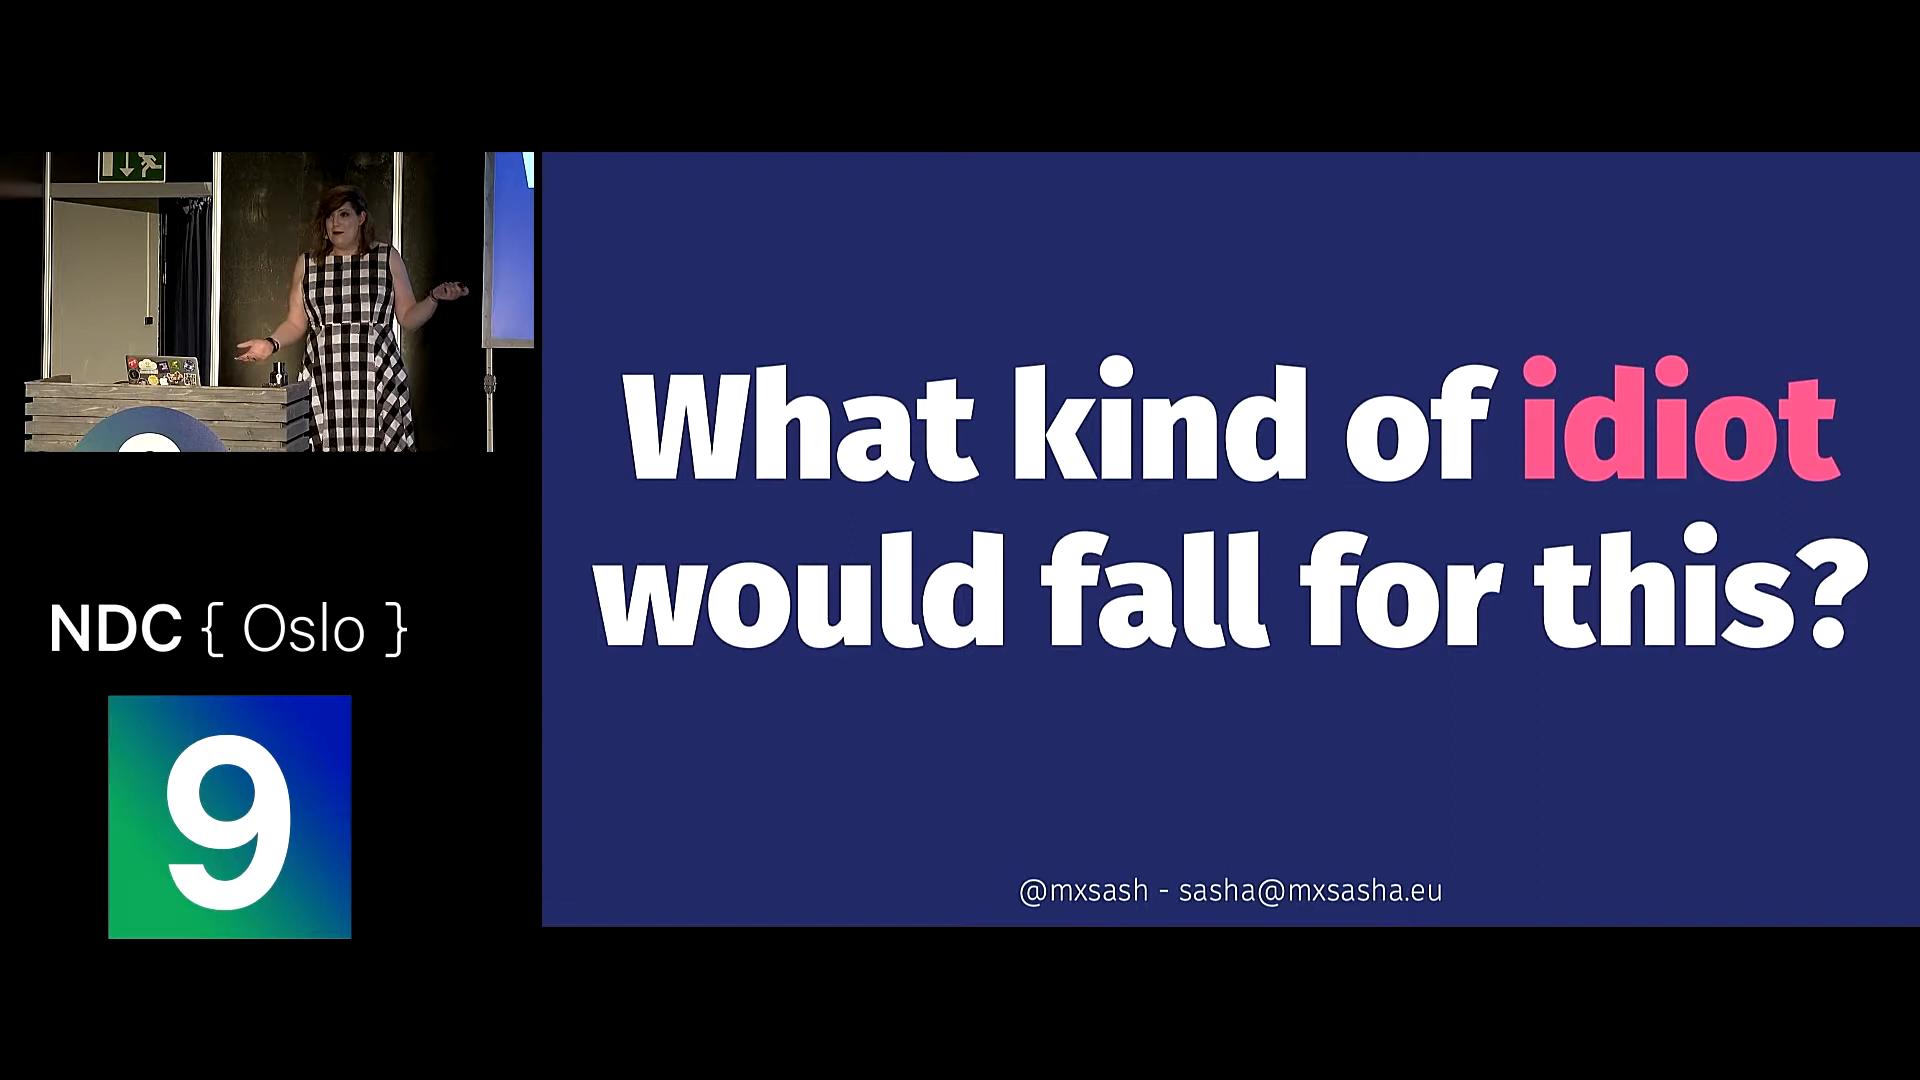 NDC { Oslo }
9
What kind of idiot
would fall for this?
@mxsash - sasha@mxsasha.eu